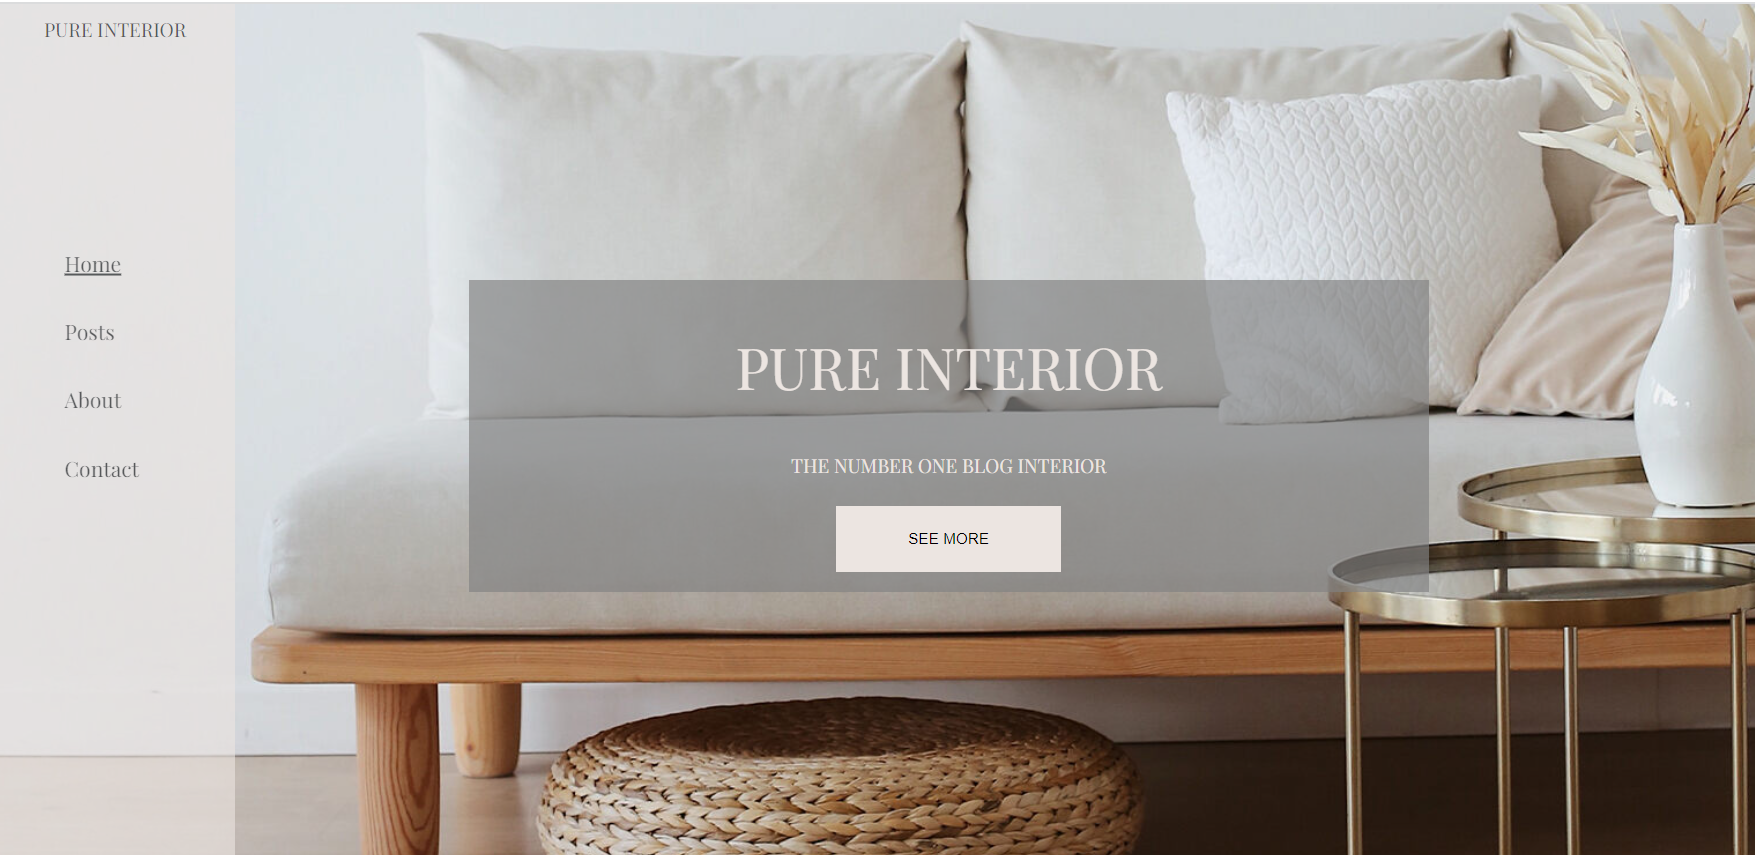 PURE INTERIOR
Home
Posts
About
Contact
PURE INTERIOR
THE NUMBER ONE BLOG INTERIOR
SEE MORE